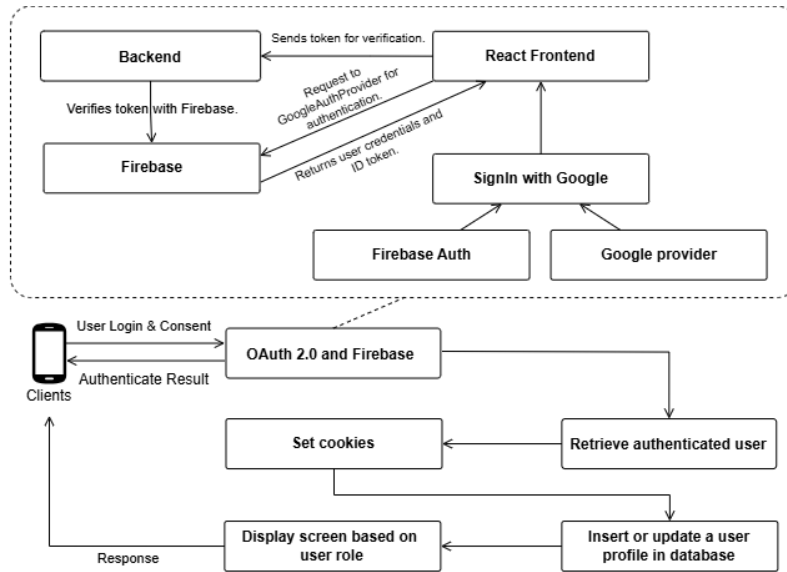 Sends token for verification.
Backend
React Frontend
Request to
GoogleAuthProvider for
authentication.
Verifies token with Firebase.
Returns user credentials and
ID token.
Firebase
SignIn with Google
Firebase Auth
Google provider
User Login & Consent
OAuth 2.0 and Firebase
Authenticate Result
Clients
Set cookies
Retrieve authenticated user
Display screen based on
user role
Insert or update a user
profile in database
Response